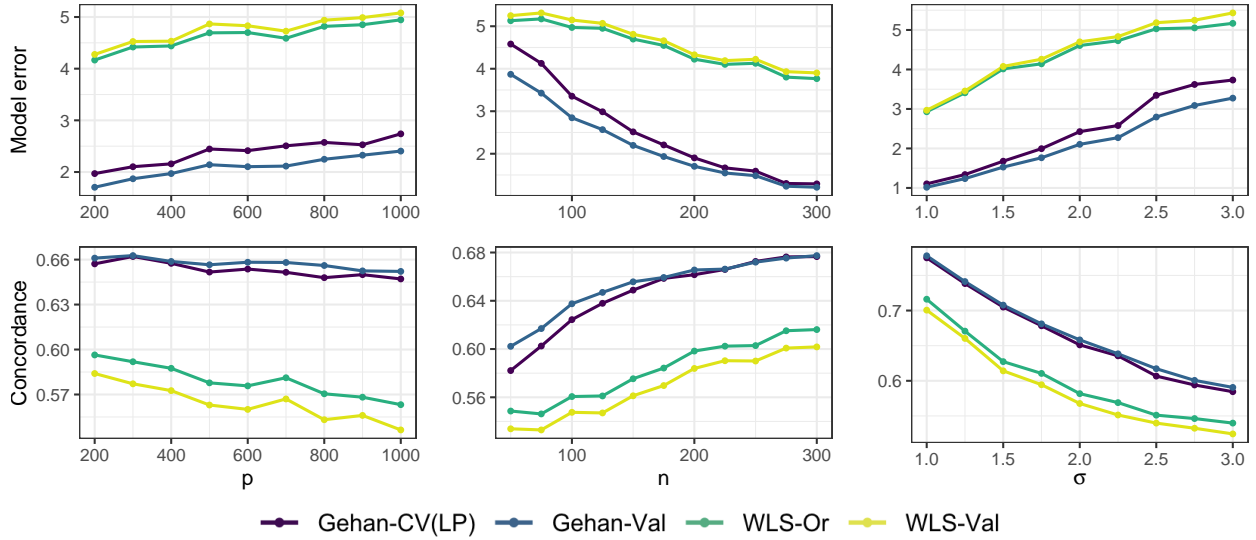 Model error
5
4
3
2
200 400 600 800 1000
5
4
3
2
100 200 300
5
4
3
2
1
1.0 1.5 2.0 2.5 3.0
Concordance
0.66
0.63
0.60
0.57
200 400 600 800 1000
p
0.68
0.64
0.60
0.56
100 200 300
n
0.7
0.6
1.0 1.5 2.0 2.5 3.0
σ
Gehan-CV(LP) Gehan-Val WLS-Or WLS-Val